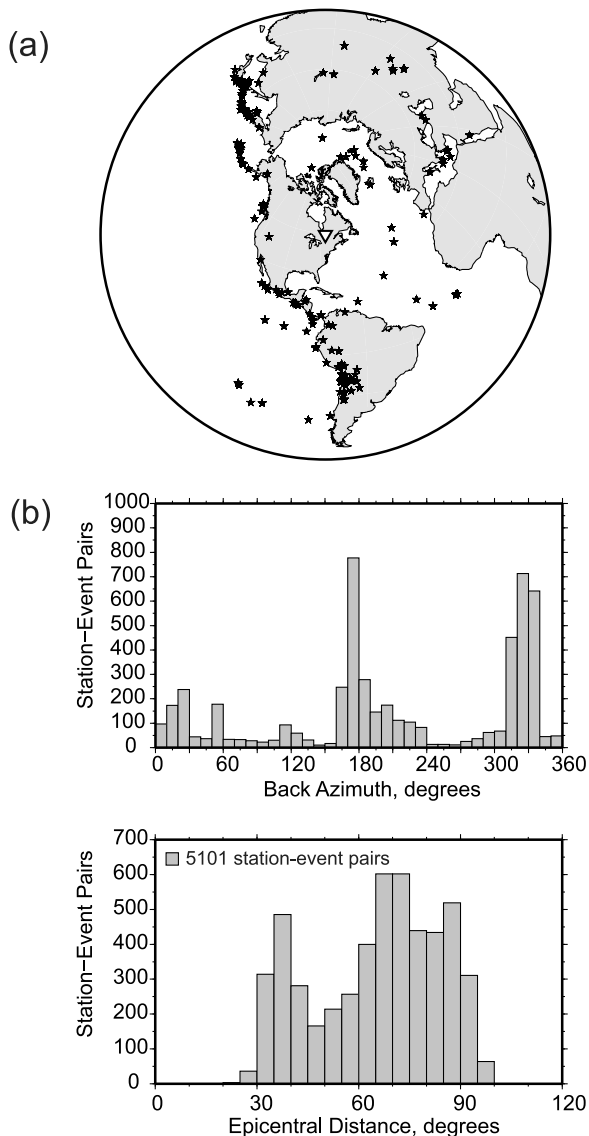 (a)
(b)
Station−Event Pairs
1000
900
800
700
600
500
400
300
200
100
0
0 60 120 180 240 300 360
Back Azimuth, degrees
Station−Event Pairs
700
600
500
400
300
200
100
0
5101 station-event pairs
0 30 60 90 120
Epicentral Distance, degrees